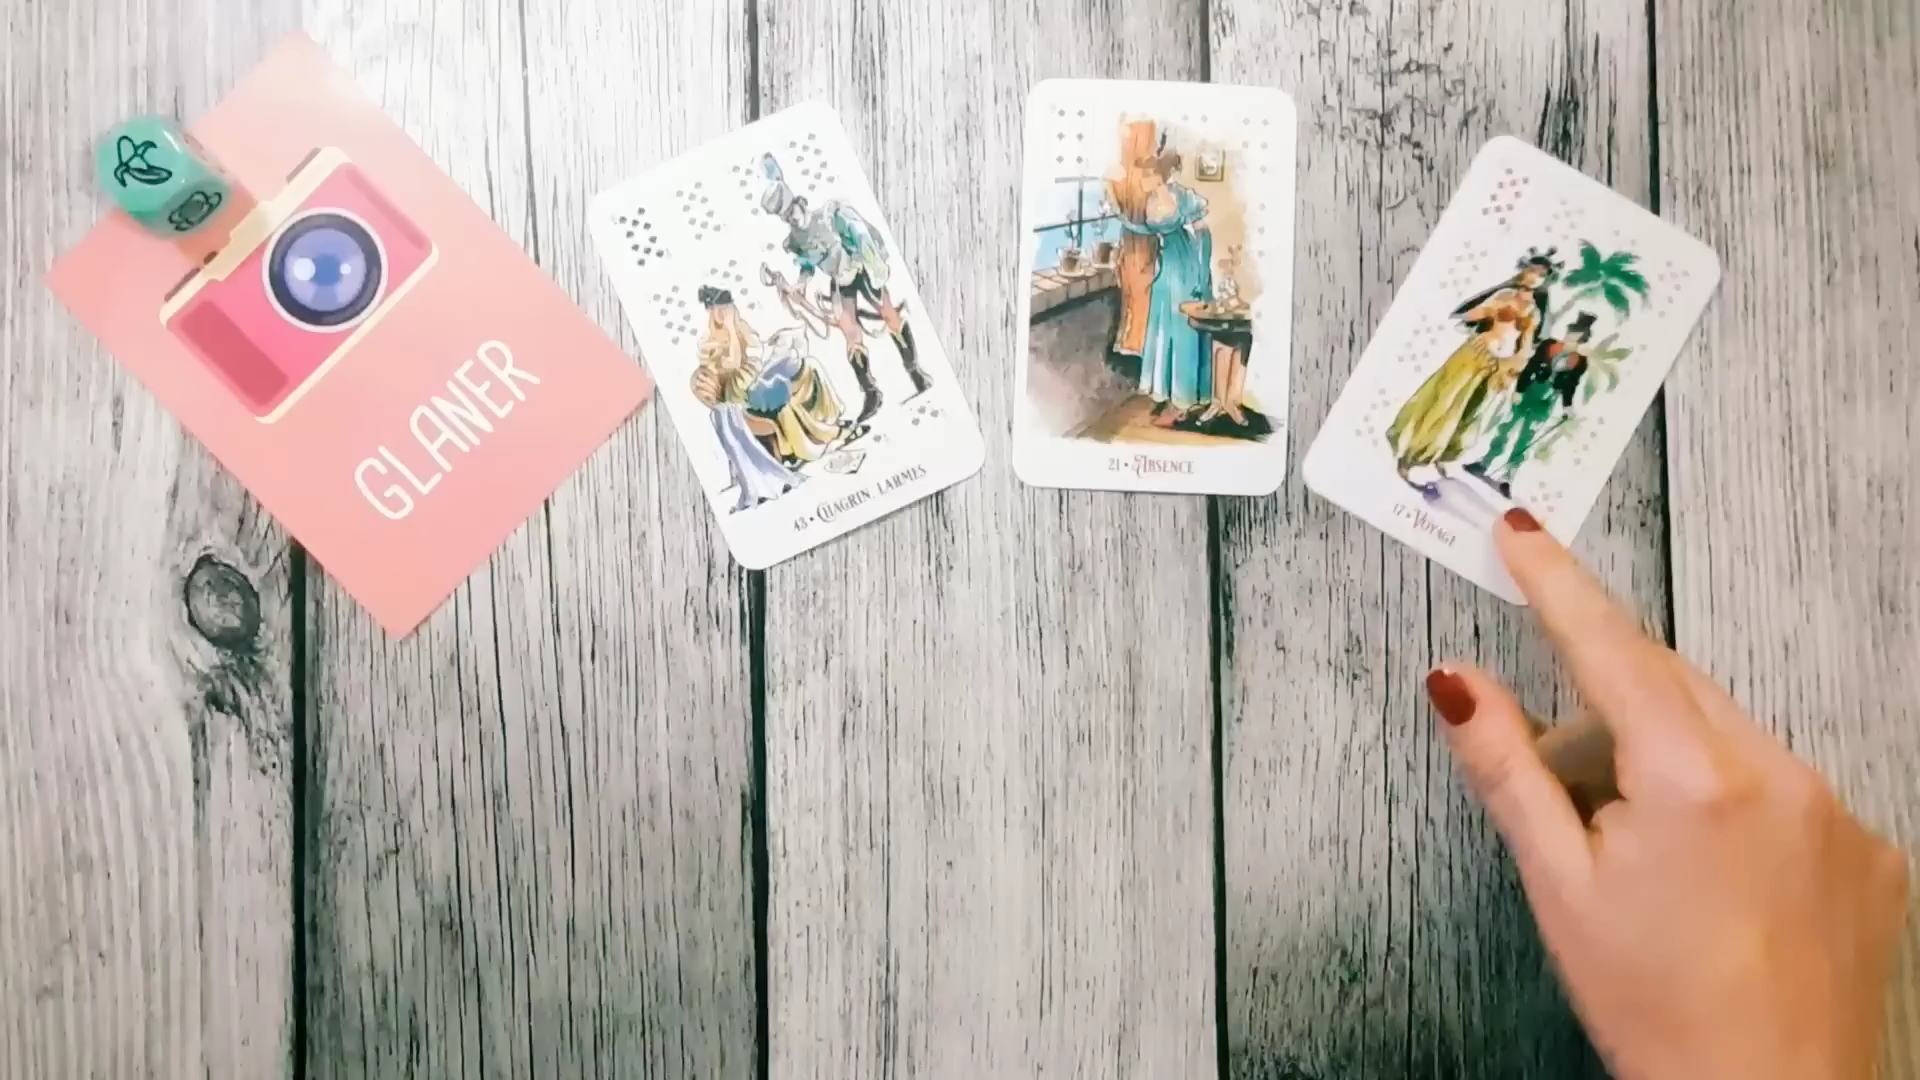 GLANER
43 • CHAGRIN, LARMES
21 • ABSENCE
17 • VOYAGE